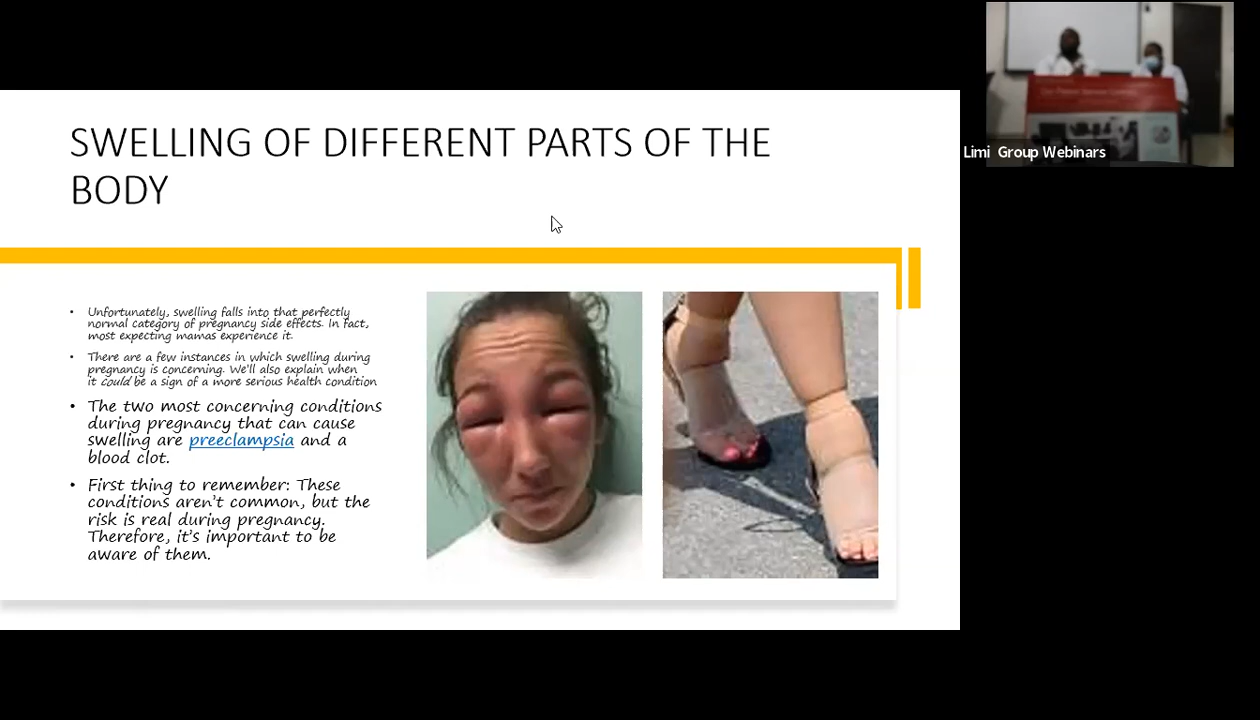 SWELLING OF DIFFERENT PARTS OF THE
BODY
Limi Group Webinars
• Unfortunately, swelling falls into that perfectly
normal category of pregnancy side effects. In fact,
most expecting mamas experience it.
• There are a few instances in which swelling during
pregnancy is concerning. We'll also explain when
it could be a sign of a more serious health condition
• The two most concerning conditions
during pregnancy that can cause
swelling are preeclampsia and a
blood clot.
• First thing to remember: These
conditions aren't common, but the
risk is real during pregnancy.
Therefore, it's important to be
aware of them.